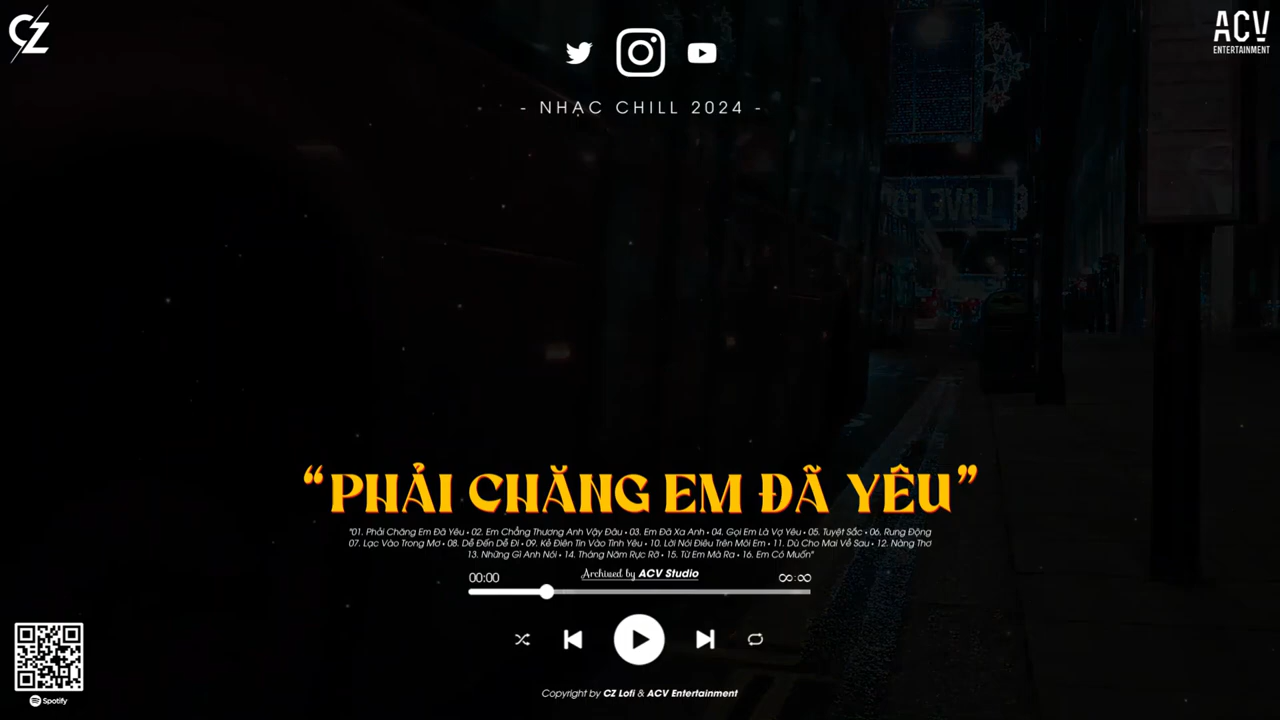 CZ
ACV
ENTERTAINMENT
- NHẠC CHILL 2024 -
LOVE FO
“PHẢI CHĂNG EM ĐÃ YÊU”
"01. Phải Chăng Em Đã Yêu • 02. Em Chẳng Thương Anh Vậy Đâu • 03. Em Đã Xa Anh • 04. Gọi Em Là Vợ Yêu • 05. Tuyệt Sắc • 06. Rung Động
07. Lạc Vào Trong Mơ • 08. Dễ Đến Dễ Đi • 09. Kẻ Điên Tin Vào Tình Yêu • 10. Lời Nói Điêu Trên Môi Em • 11. Dù Cho Mai Về Sau • 12. Nàng Thơ
13. Những Gì Anh Nói • 14. Tháng Năm Rực Rỡ • 15. Từ Em Mà Ra • 16. Em Có Muốn"
Archived by ACV Studio
00:00
∞:∞
Spotify
Copyright by CZ Lofi & ACV Entertainment